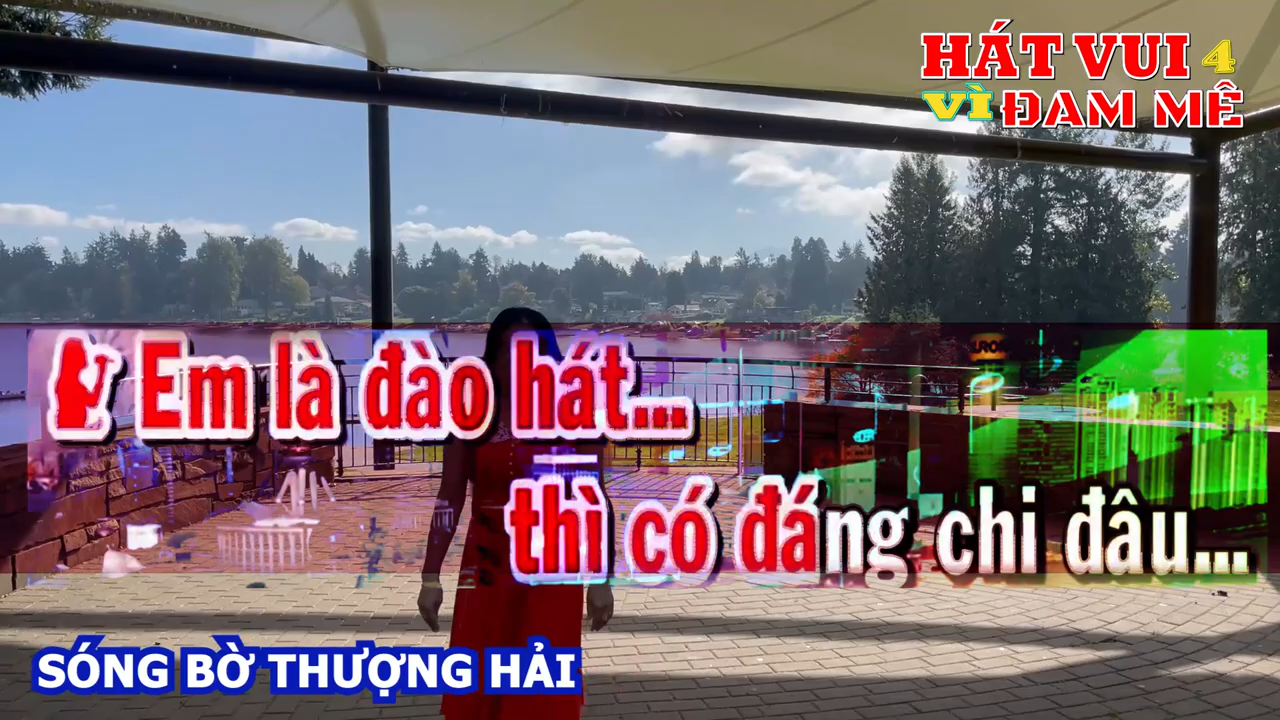 HÁT VUI 4
VÌ ĐAM MÊ
Em là đào hát...
thì có đáng chi đâu...
SÓNG BỜ THƯỢNG HẢI